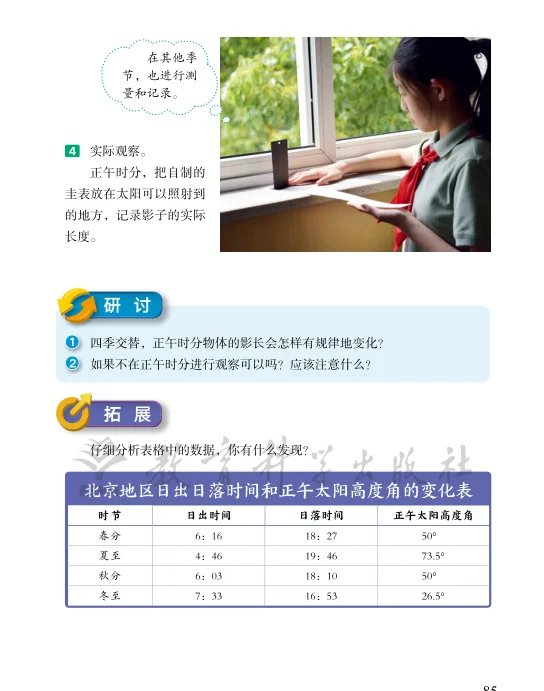 在其他季
节，也进行测
量和记录。
4 实际观察。
正午时分，把自制的
圭表放在太阳可以照射到
的地方，记录影子的实际
长度。
研 讨
1 四季交替，正午时分物体的影长会怎样有规律地变化？
2 如果不在正午时分进行观察可以吗？应该注意什么？
拓 展
仔细分析表格中的数据，你有什么发现？
教育科学出版社
北京地区日出日落时间和正午太阳高度角的变化表
时节 日出时间 日落时间 正午太阳高度角
春分 6：16 18：27 50°
夏至 4：46 19：46 73.5°
秋分 6：03 18：10 50°
冬至 7：33 16：53 26.5°
85